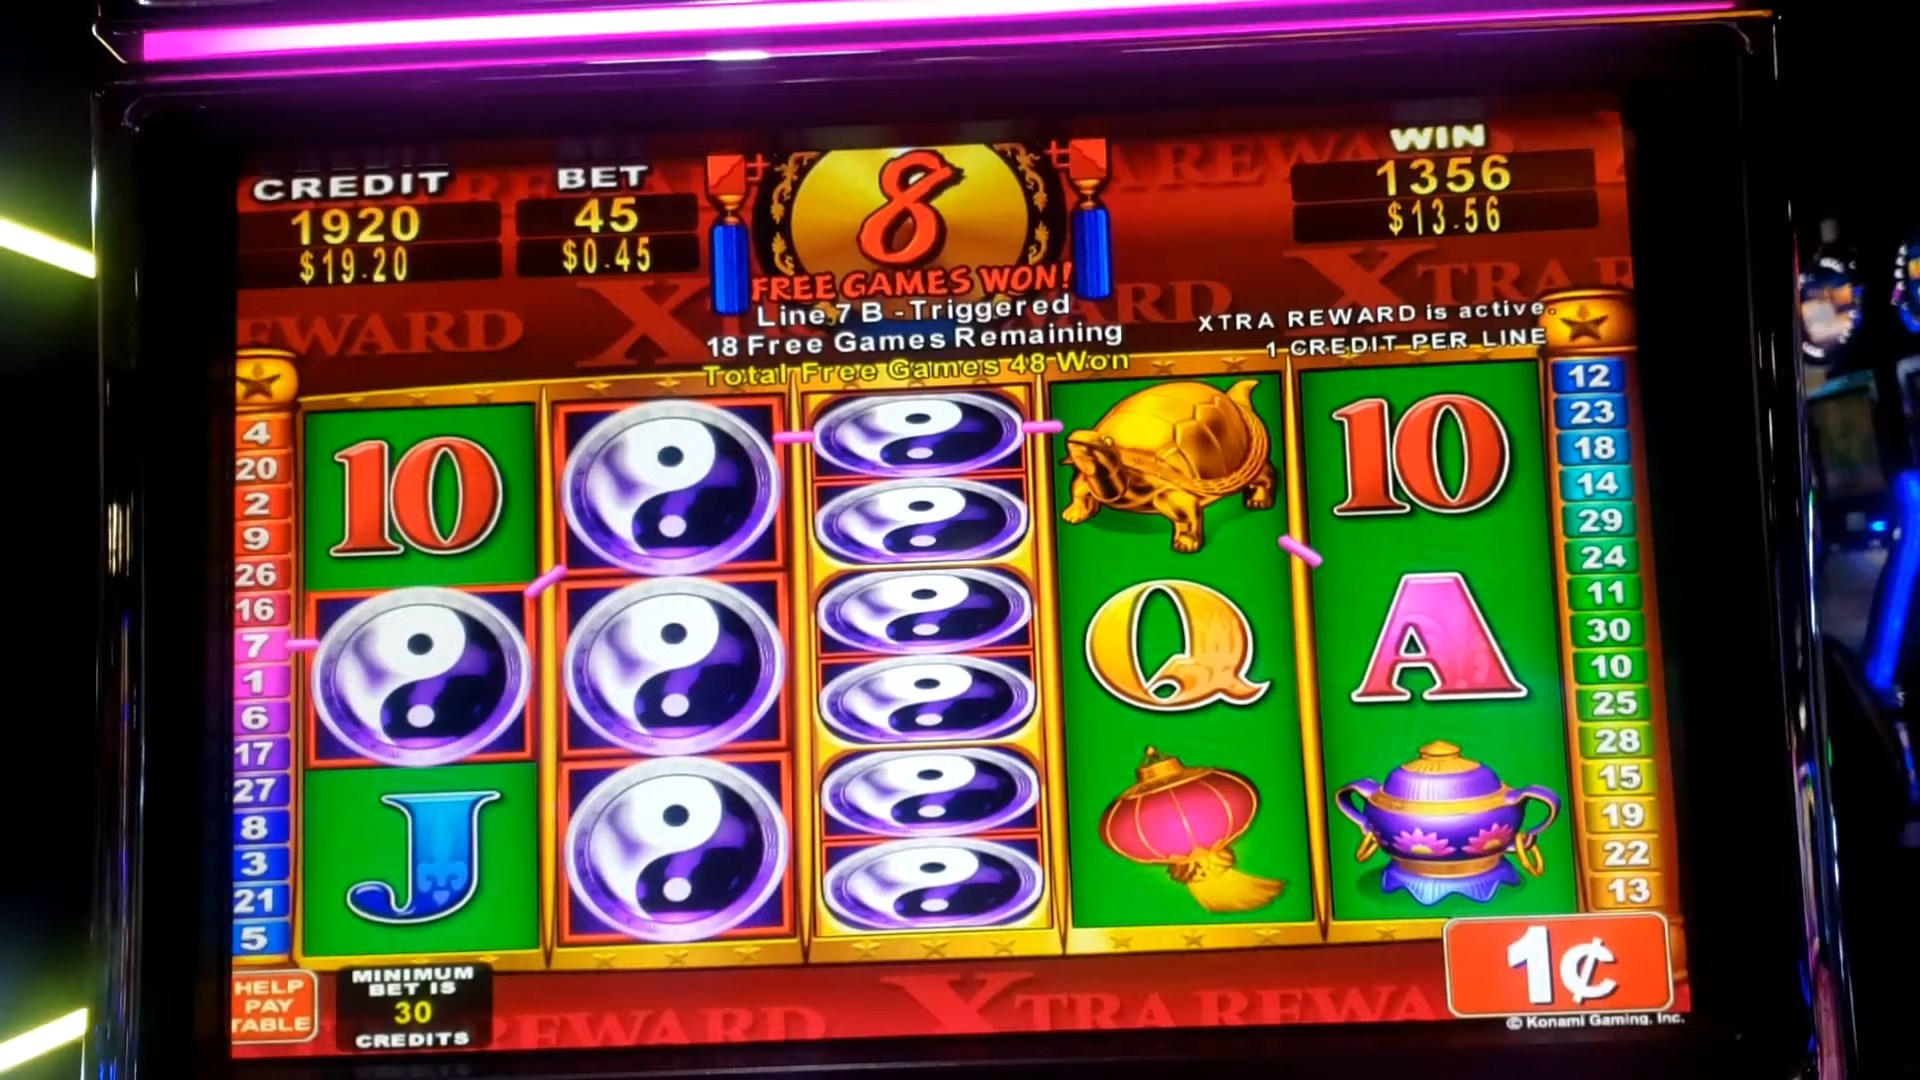 CREDIT
1920
$19.20
BET
45
$0.45
8
FREE GAMES WON!
Line 7 B - Triggered
18 Free Games Remaining
Total Free Games 48 Won
WIN
1356
$13.56
XTRA REWARD is active.
1 CREDIT PER LINE
4
20
2
9
26
16
7
1
6
17
27
8
3
21
5
10
J
Q
10
A
12
23
18
14
29
24
11
30
10
25
28
15
19
22
13
HELP
PAY
TABLE
MINIMUM
BET IS
30
CREDITS
REWARD
XTRA REWA
1¢
© Konami Gaming, Inc.